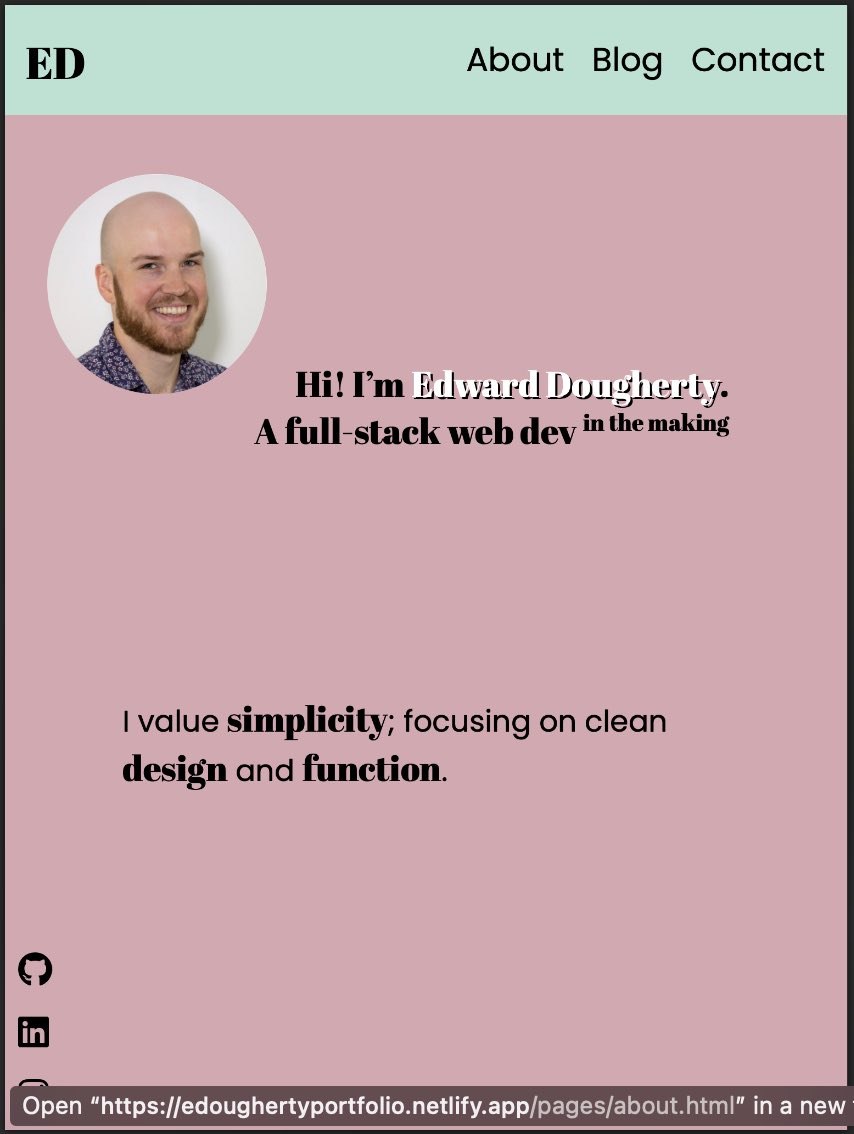 ED
About Blog Contact
Hi! I’m Edward Dougherty.
A full-stack web dev in the making
I value simplicity; focusing on clean
design and function.
in
Open “https://edoughertyportfolio.netlify.app/pages/about.html” in a new